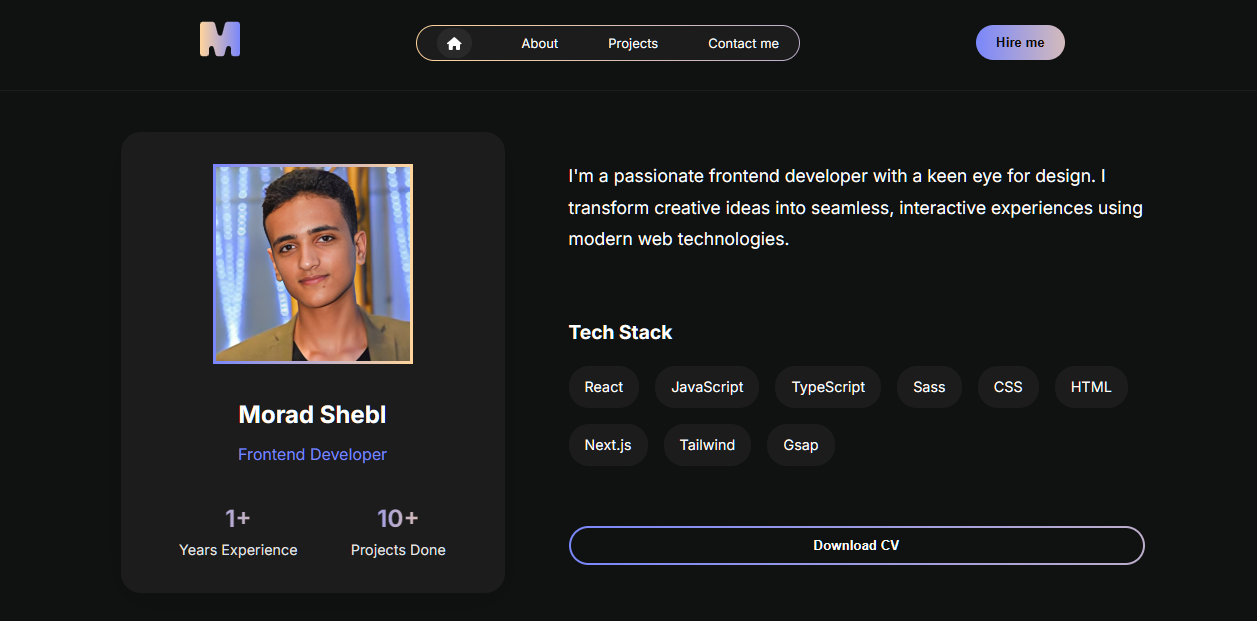 M
About
Projects
Contact me
Hire me
I'm a passionate frontend developer with a keen eye for design. I
transform creative ideas into seamless, interactive experiences using
modern web technologies.
Morad Shebl
Frontend Developer
1+
10+
Years Experience
Projects Done
Tech Stack
React
JavaScript
TypeScript
Sass
CSS
HTML
Next.js
Tailwind
Gsap
Download CV